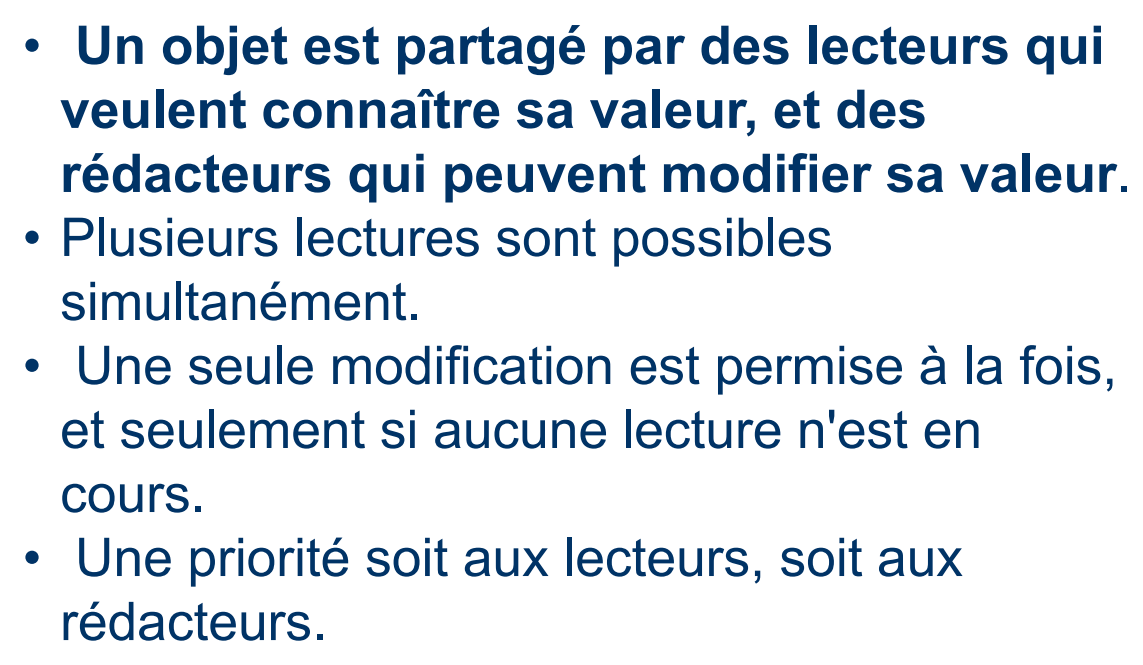 • Un objet est partagé par des lecteurs qui
veulent connaître sa valeur, et des
rédacteurs qui peuvent modifier sa valeur.
• Plusieurs lectures sont possibles
simultanément.
• Une seule modification est permise à la fois,
et seulement si aucune lecture n'est en
cours.
• Une priorité soit aux lecteurs, soit aux
rédacteurs.